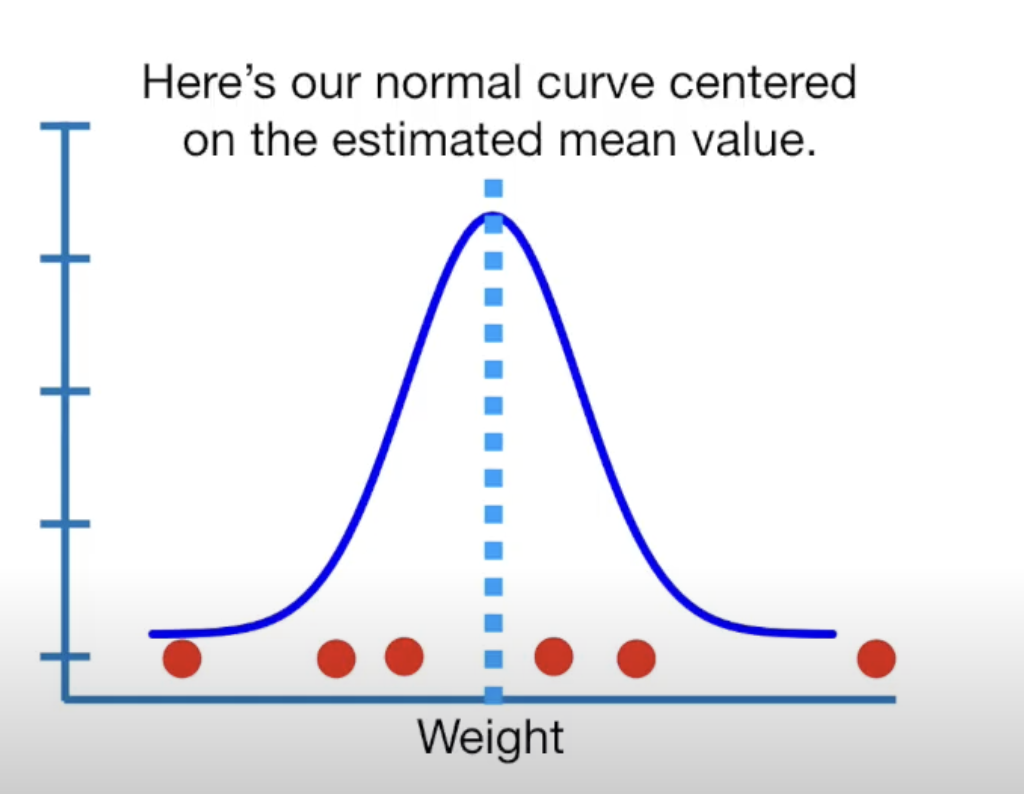 Here’s our normal curve centered
on the estimated mean value.
Weight